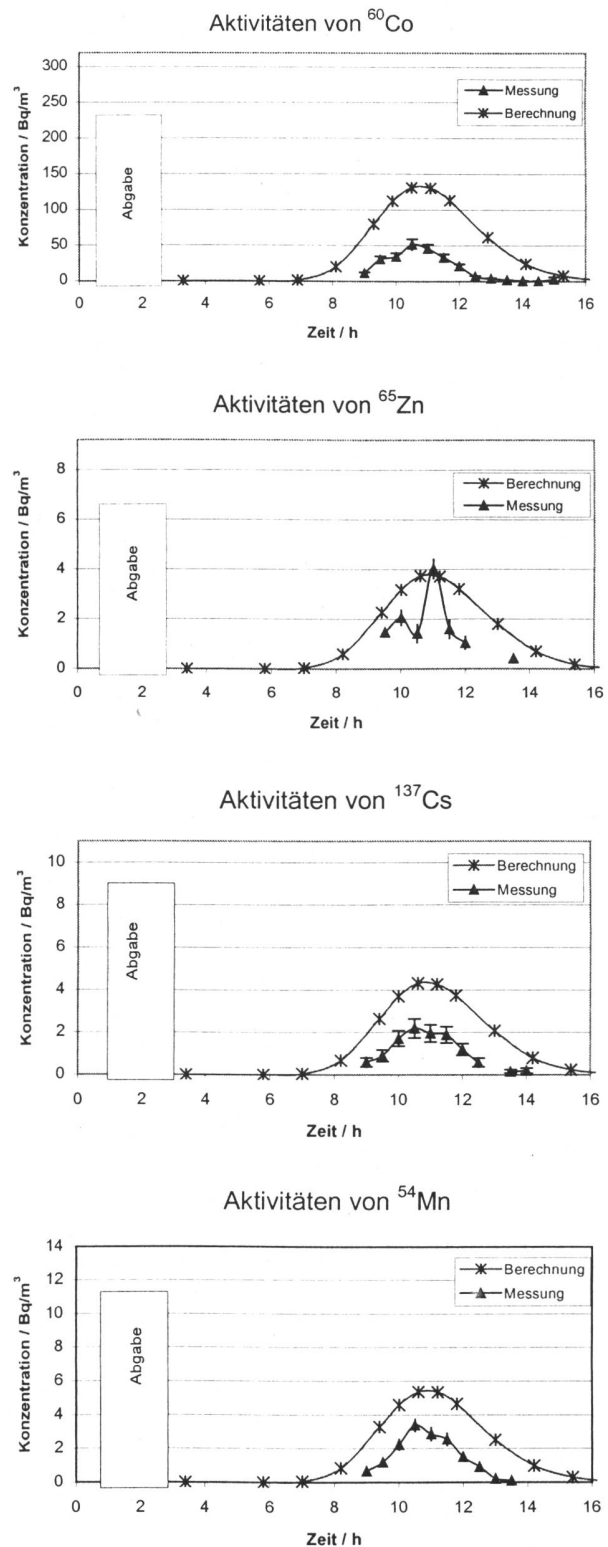 Aktivitäten von ⁶⁰Co
Konzentration / Bq/m³
300
250
200
150
100
50
0
Abgabe
Messung
Berechnung
0 2 4 6 8 10 12 14 16
Zeit / h
Aktivitäten von ⁶⁵Zn
Konzentration / Bq/m³
8
6
4
2
0
Abgabe
Berechnung
Messung
0 2 4 6 8 10 12 14 16
Zeit / h
Aktivitäten von ¹³⁷Cs
Konzentration / Bq/m³
10
8
6
4
2
0
Abgabe
Berechnung
Messung
0 2 4 6 8 10 12 14 16
Zeit / h
Aktivitäten von ⁵⁴Mn
Konzentration / Bq/m³
14
12
10
8
6
4
2
0
Abgabe
Berechnung
Messung
0 2 4 6 8 10 12 14 16
Zeit / h